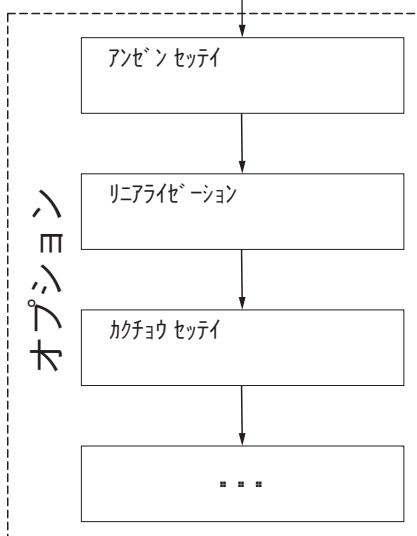 オプション
ｱﾝｾﾞﾝ ｾｯﾃｲ
ﾘﾆｱﾗｲｾﾞｰｼｮﾝ
ｶｸﾁｮｳ ｾｯﾃｲ
...